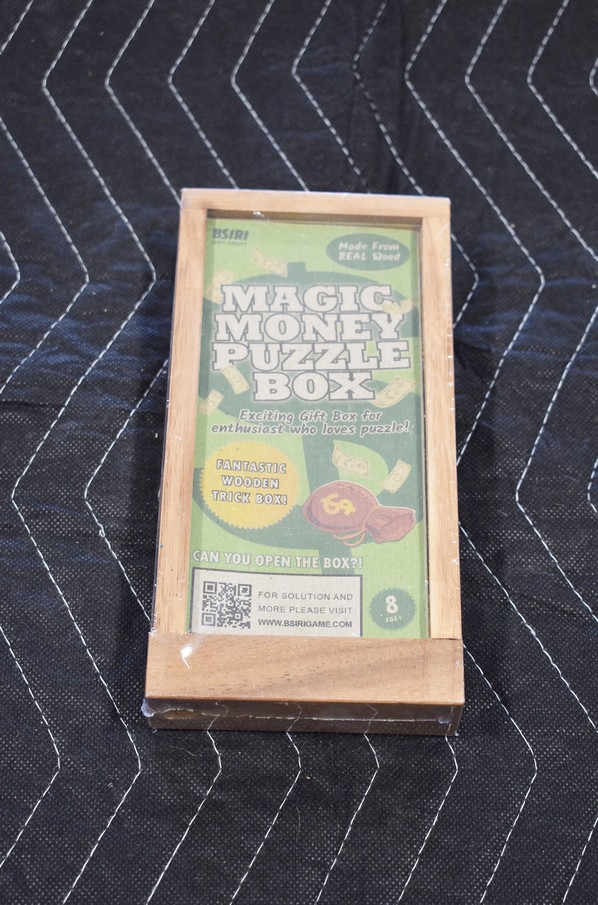 BSIRI
Made From
REAL Wood
MAGIC
MONEY
PUZZLE
BOX
Exciting Gift Box for
enthusiast who loves puzzle!
FANTASTIC
WOODEN
TRICK BOX!
CAN YOU OPEN THE BOX?!
FOR SOLUTION AND
MORE PLEASE VISIT
WWW.BSIRIGAME.COM
8
AGE+